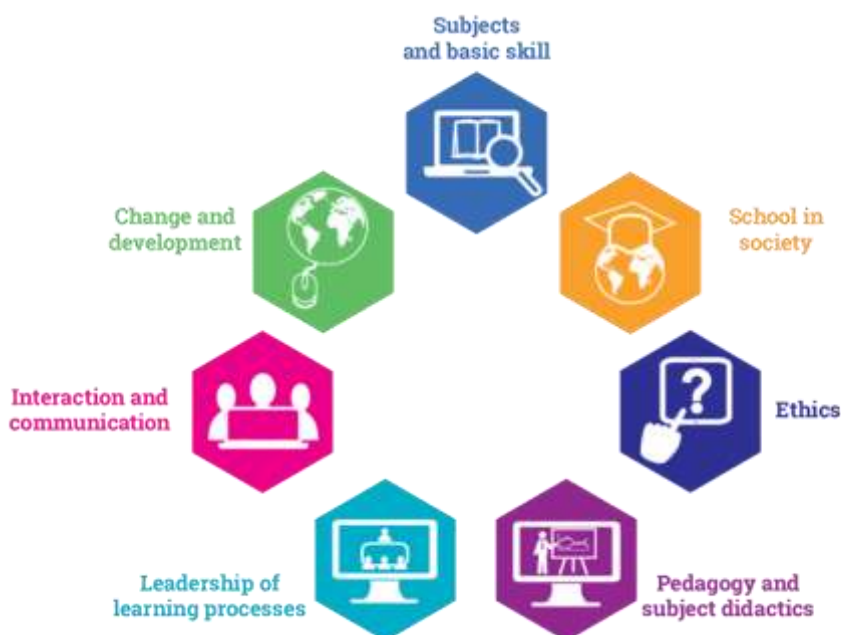 Subjects
and basic skill
Change and
development
School in
society
Interaction and
communication
?
Ethics
Leadership of
learning processes
Pedagogy and
subject didactics